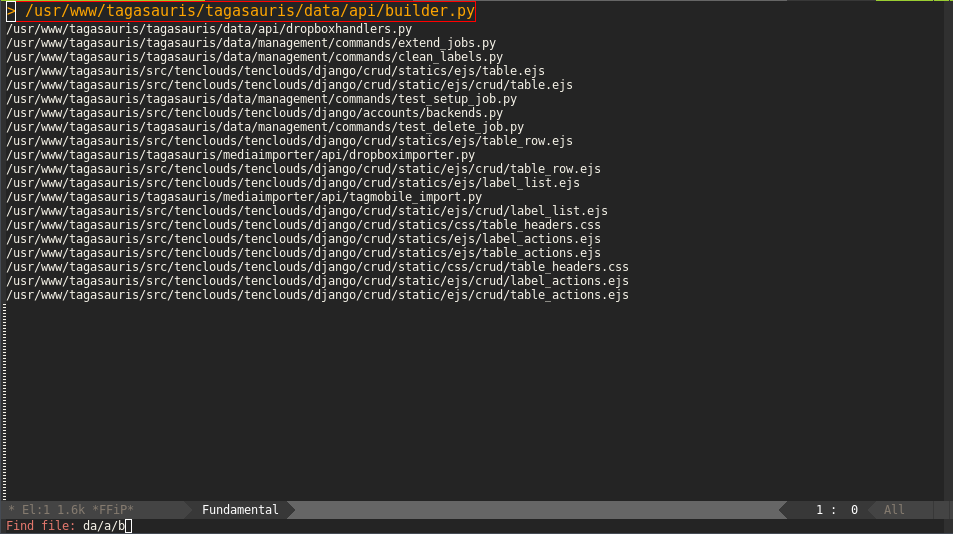 > /usr/www/tagasauris/tagasauris/data/api/builder.py
/usr/www/tagasauris/tagasauris/data/api/dropboxhandlers.py
/usr/www/tagasauris/tagasauris/data/management/commands/extend_jobs.py
/usr/www/tagasauris/tagasauris/data/management/commands/clean_labels.py
/usr/www/tagasauris/src/tenclouds/tenclouds/django/crud/statics/ejs/table.ejs
/usr/www/tagasauris/src/tenclouds/tenclouds/django/crud/static/ejs/crud/table.ejs
/usr/www/tagasauris/tagasauris/data/management/commands/test_setup_job.py
/usr/www/tagasauris/src/tenclouds/tenclouds/django/accounts/backends.py
/usr/www/tagasauris/tagasauris/data/management/commands/test_delete_job.py
/usr/www/tagasauris/src/tenclouds/tenclouds/django/crud/statics/ejs/table_row.ejs
/usr/www/tagasauris/tagasauris/mediaimporter/api/dropboximporter.py
/usr/www/tagasauris/src/tenclouds/tenclouds/django/crud/static/ejs/crud/table_row.ejs
/usr/www/tagasauris/src/tenclouds/tenclouds/django/crud/statics/ejs/label_list.ejs
/usr/www/tagasauris/tagasauris/mediaimporter/api/tagmobile_import.py
/usr/www/tagasauris/src/tenclouds/tenclouds/django/crud/static/ejs/crud/label_list.ejs
/usr/www/tagasauris/src/tenclouds/tenclouds/django/crud/statics/css/table_headers.css
/usr/www/tagasauris/src/tenclouds/tenclouds/django/crud/statics/ejs/label_actions.ejs
/usr/www/tagasauris/src/tenclouds/tenclouds/django/crud/statics/ejs/table_actions.ejs
/usr/www/tagasauris/src/tenclouds/tenclouds/django/crud/static/css/crud/table_headers.css
/usr/www/tagasauris/src/tenclouds/tenclouds/django/crud/static/ejs/crud/label_actions.ejs
/usr/www/tagasauris/src/tenclouds/tenclouds/django/crud/static/ejs/crud/table_actions.ejs
* El:1 1.6k *FFiP* Fundamental 1 : 0 All
Find file: da/a/b